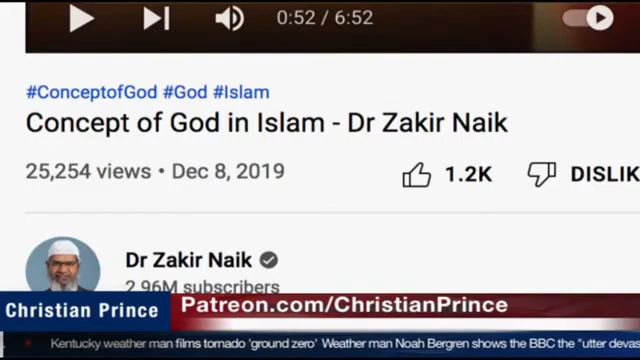 0:52 / 6:52
#ConceptofGod #God #Islam
Concept of God in Islam - Dr Zakir Naik
25,254 views • Dec 8, 2019
1.2K
DISLIK
Dr Zakir Naik
2.96M subscribers
Christian Prince
Patreon.com/ChristianPrince
Kentucky weather man films tornado 'ground zero' Weather man Noah Bergren shows the BBC the "utter devas